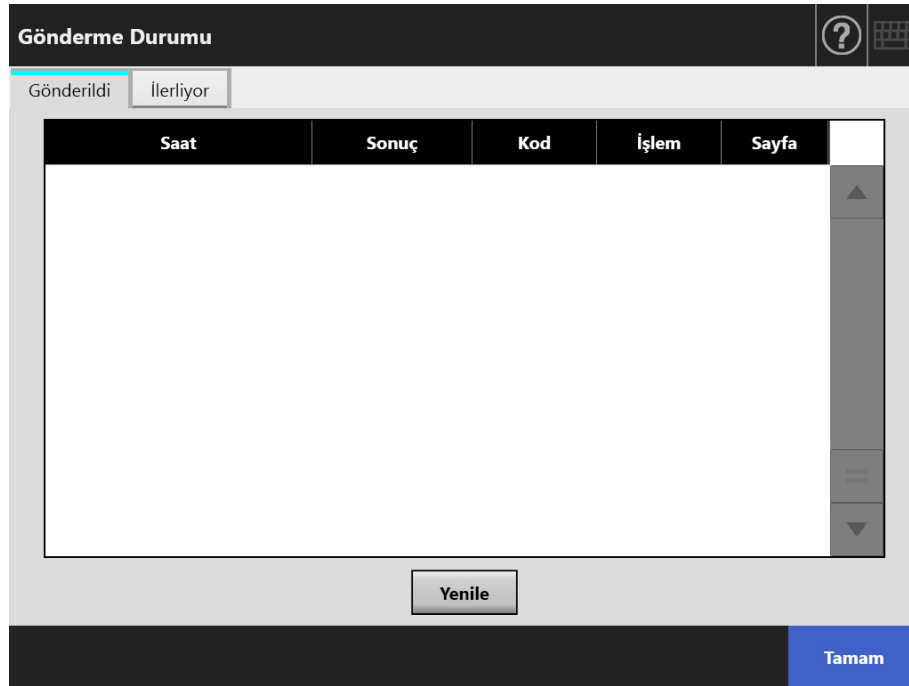 Gönderme Durumu
?
Gönderildi İlerliyor
Saat Sonuç Kod İşlem Sayfa
Yenile
Tamam